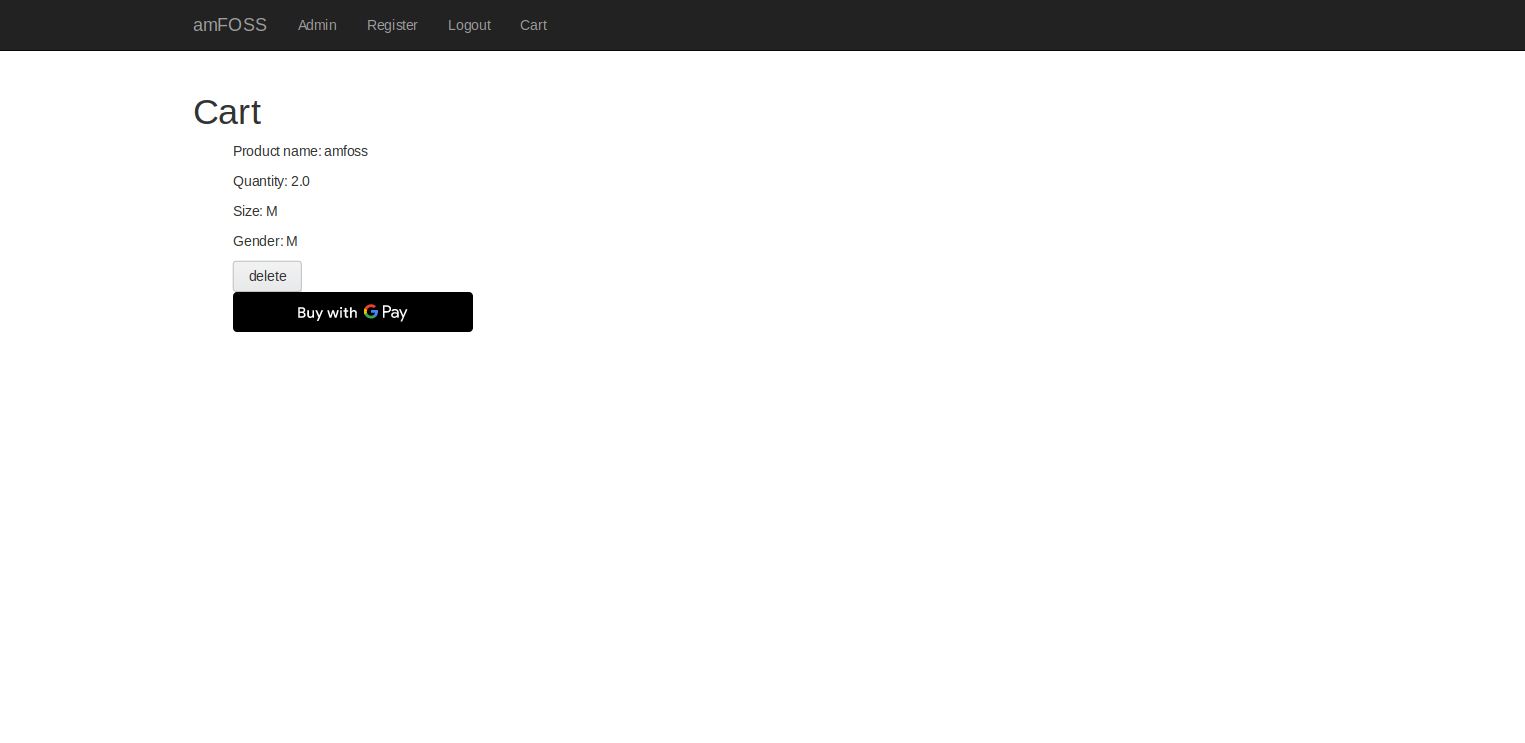 amFOSS Admin Register Logout Cart
Cart
Product name: amfoss
Quantity: 2.0
Size: M
Gender: M
delete
Buy with G Pay